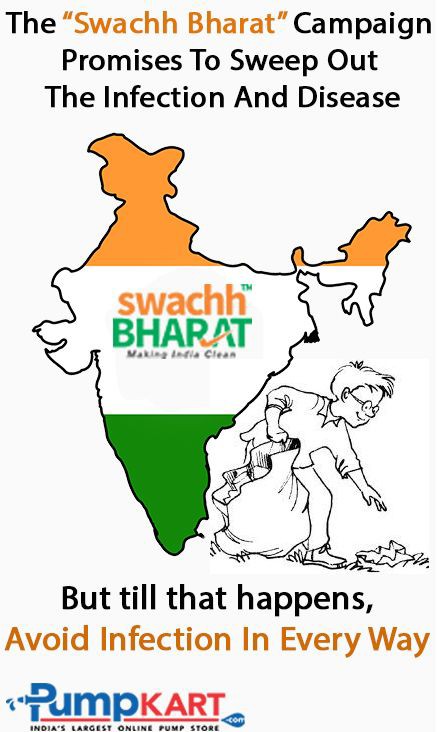 The “Swachh Bharat” Campaign
Promises To Sweep Out
The Infection And Disease
swachh™
BHARAT
Making India Clean
But till that happens,
Avoid Infection In Every Way
PumpKART
.com
INDIA'S LARGEST ONLINE PUMP STORE